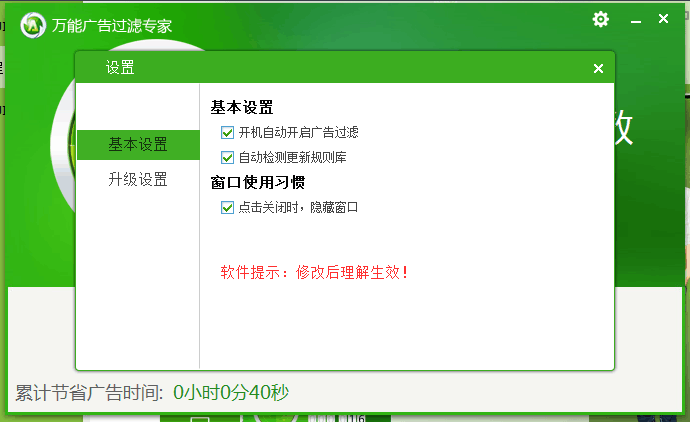 万能广告过滤专家
设置
基本设置
升级设置
基本设置
开机自动开启广告过滤
自动检测更新规则库
窗口使用习惯
点击关闭时，隐藏窗口
软件提示：修改后理解生效！
累计节省广告时间: 0小时0分40秒